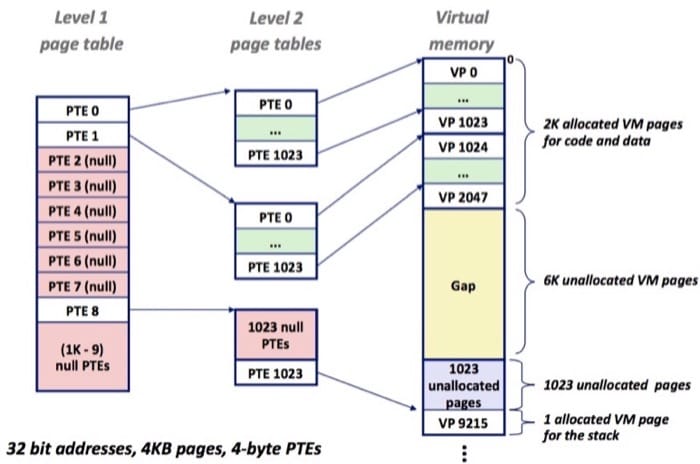 Level 1
page table
Level 2
page tables
Virtual
memory
PTE 0
PTE 1
PTE 2 (null)
PTE 3 (null)
PTE 4 (null)
PTE 5 (null)
PTE 6 (null)
PTE 7 (null)
PTE 8
(1K - 9)
null PTEs
PTE 0
...
PTE 1023
PTE 0
...
PTE 1023
1023 null
PTEs
PTE 1023
0
VP 0
...
VP 1023
VP 1024
...
VP 2047
Gap
1023
unallocated
pages
VP 9215
...
2K allocated VM pages
for code and data
6K unallocated VM pages
1023 unallocated pages
1 allocated VM page
for the stack
32 bit addresses, 4KB pages, 4-byte PTEs